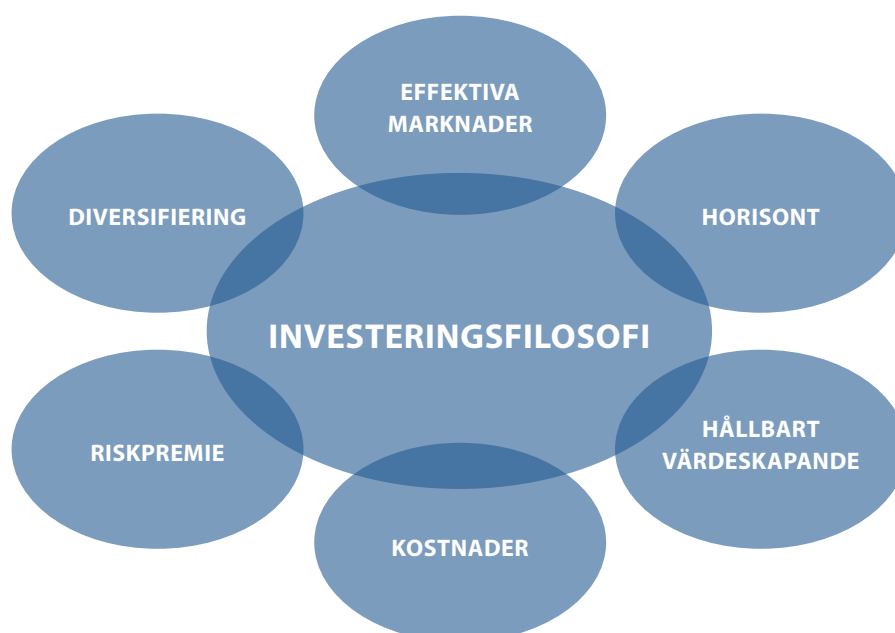 EFFEKTIVA
MARKNADER
DIVERSIFIERING
HORISONT
INVESTERINGSFILOSOFI
RISKPREMIE
HÅLLBART
VÄRDESKAPANDE
KOSTNADER